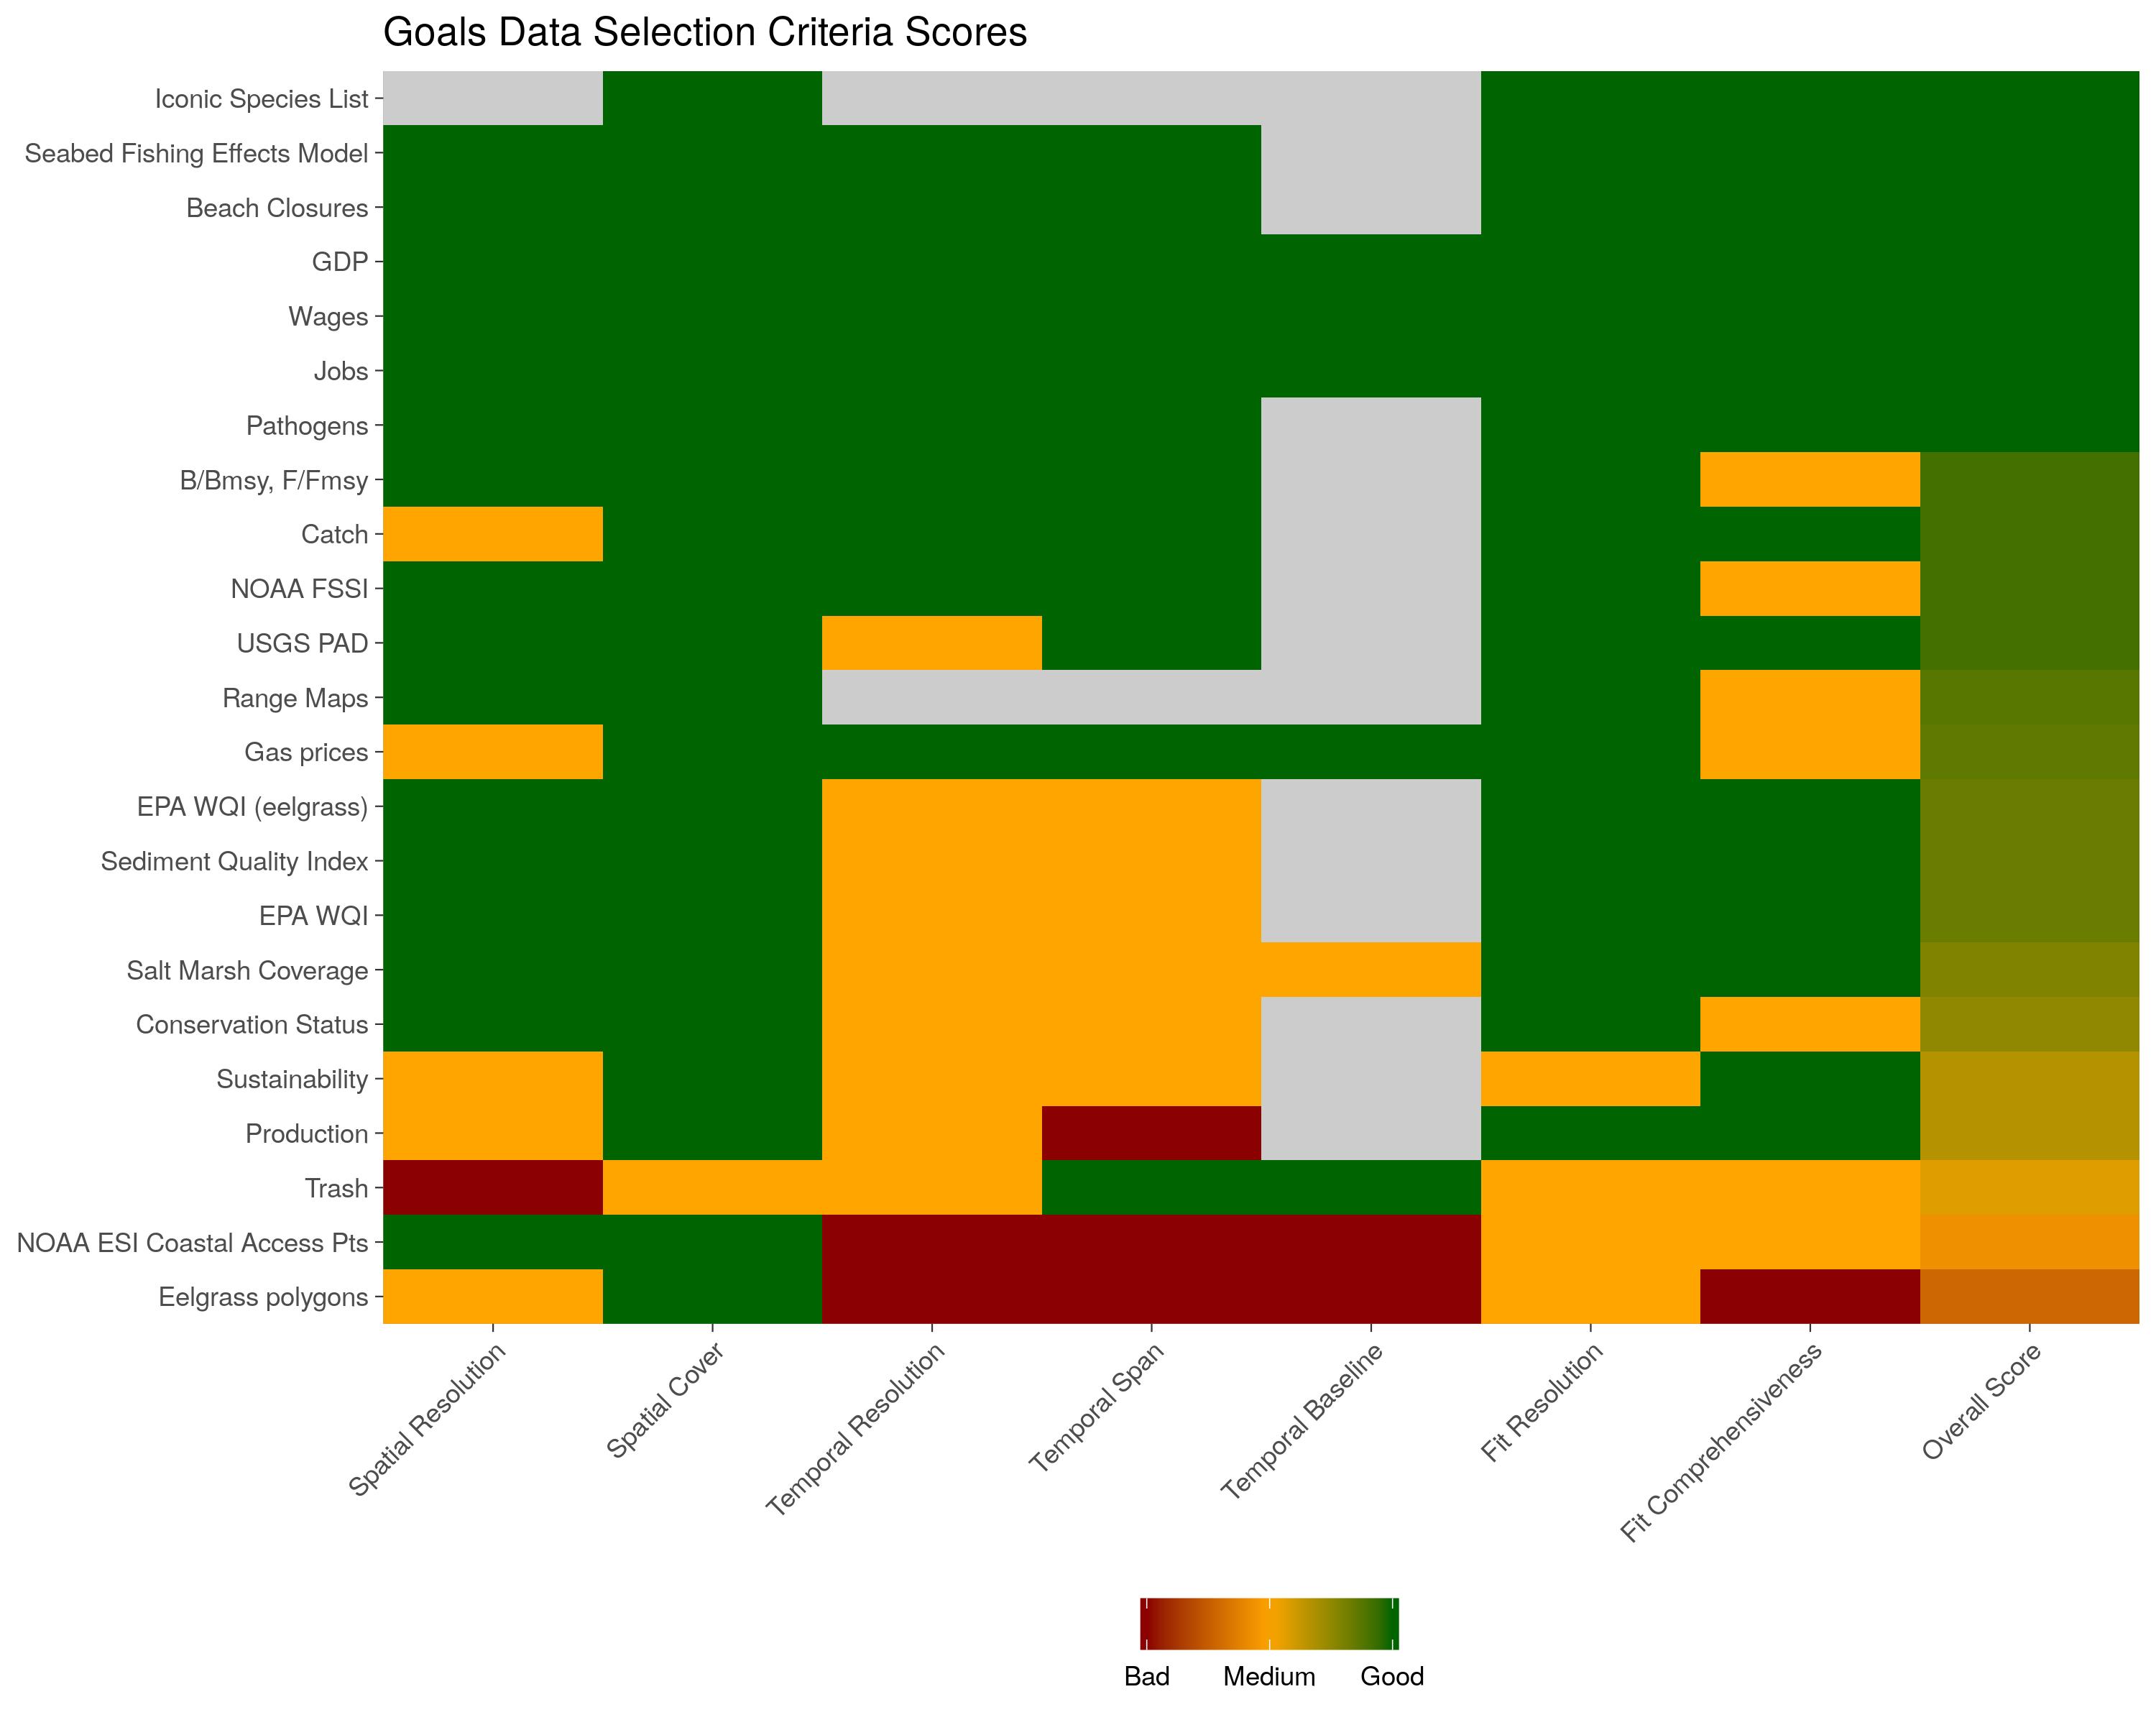 Goals Data Selection Criteria Scores
Iconic Species List
Seabed Fishing Effects Model
Beach Closures
GDP
Wages
Jobs
Pathogens
B/Bmsy, F/Fmsy
Catch
NOAA FSSI
USGS PAD
Range Maps
Gas prices
EPA WQI (eelgrass)
Sediment Quality Index
EPA WQI
Salt Marsh Coverage
Conservation Status
Sustainability
Production
Trash
NOAA ESI Coastal Access Pts
Eelgrass polygons
Spatial Resolution
Spatial Cover
Temporal Resolution
Temporal Span
Temporal Baseline
Fit Resolution
Fit Comprehensiveness
Overall Score
Bad Medium Good